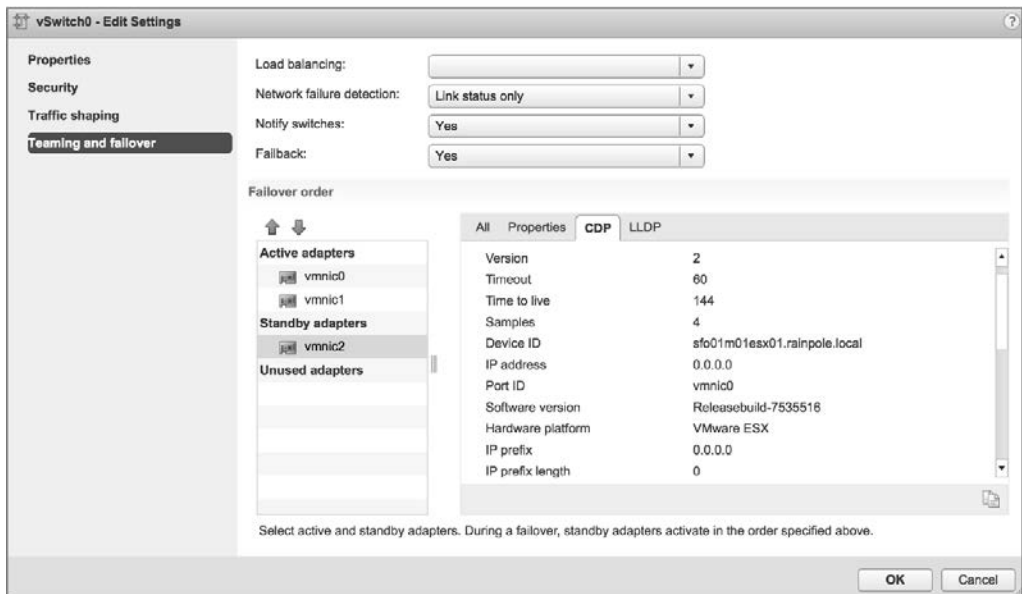 vSwitch0 - Edit Settings
?
Properties
Security
Traffic shaping
Teaming and failover
Load balancing:
Network failure detection: Link status only
Notify switches: Yes
Failback: Yes
Failover order
Active adapters
vmnic0
vmnic1
Standby adapters
vmnic2
Unused adapters
All Properties CDP LLDP
Version 2
Timeout 60
Time to live 144
Samples 4
Device ID sfo01m01esx01.rainpole.local
IP address 0.0.0.0
Port ID vmnic0
Software version Releasebuild-7535516
Hardware platform VMware ESX
IP prefix 0.0.0.0
IP prefix length 0
Select active and standby adapters. During a failover, standby adapters activate in the order specified above.
OK Cancel